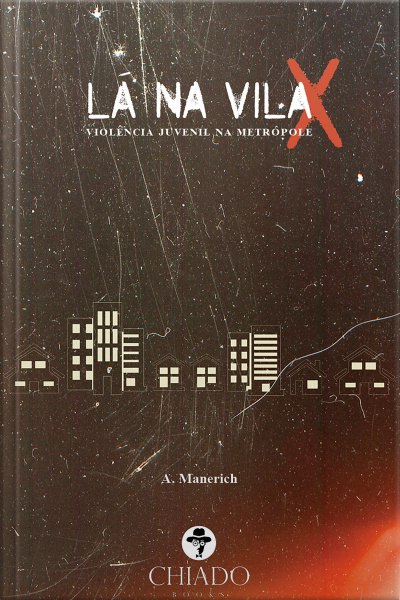 LÁ NA VILA X
VIOLÊNCIA JUVENIL NA METRÓPOLE
A. Manerich
CHIADO
BOOKS